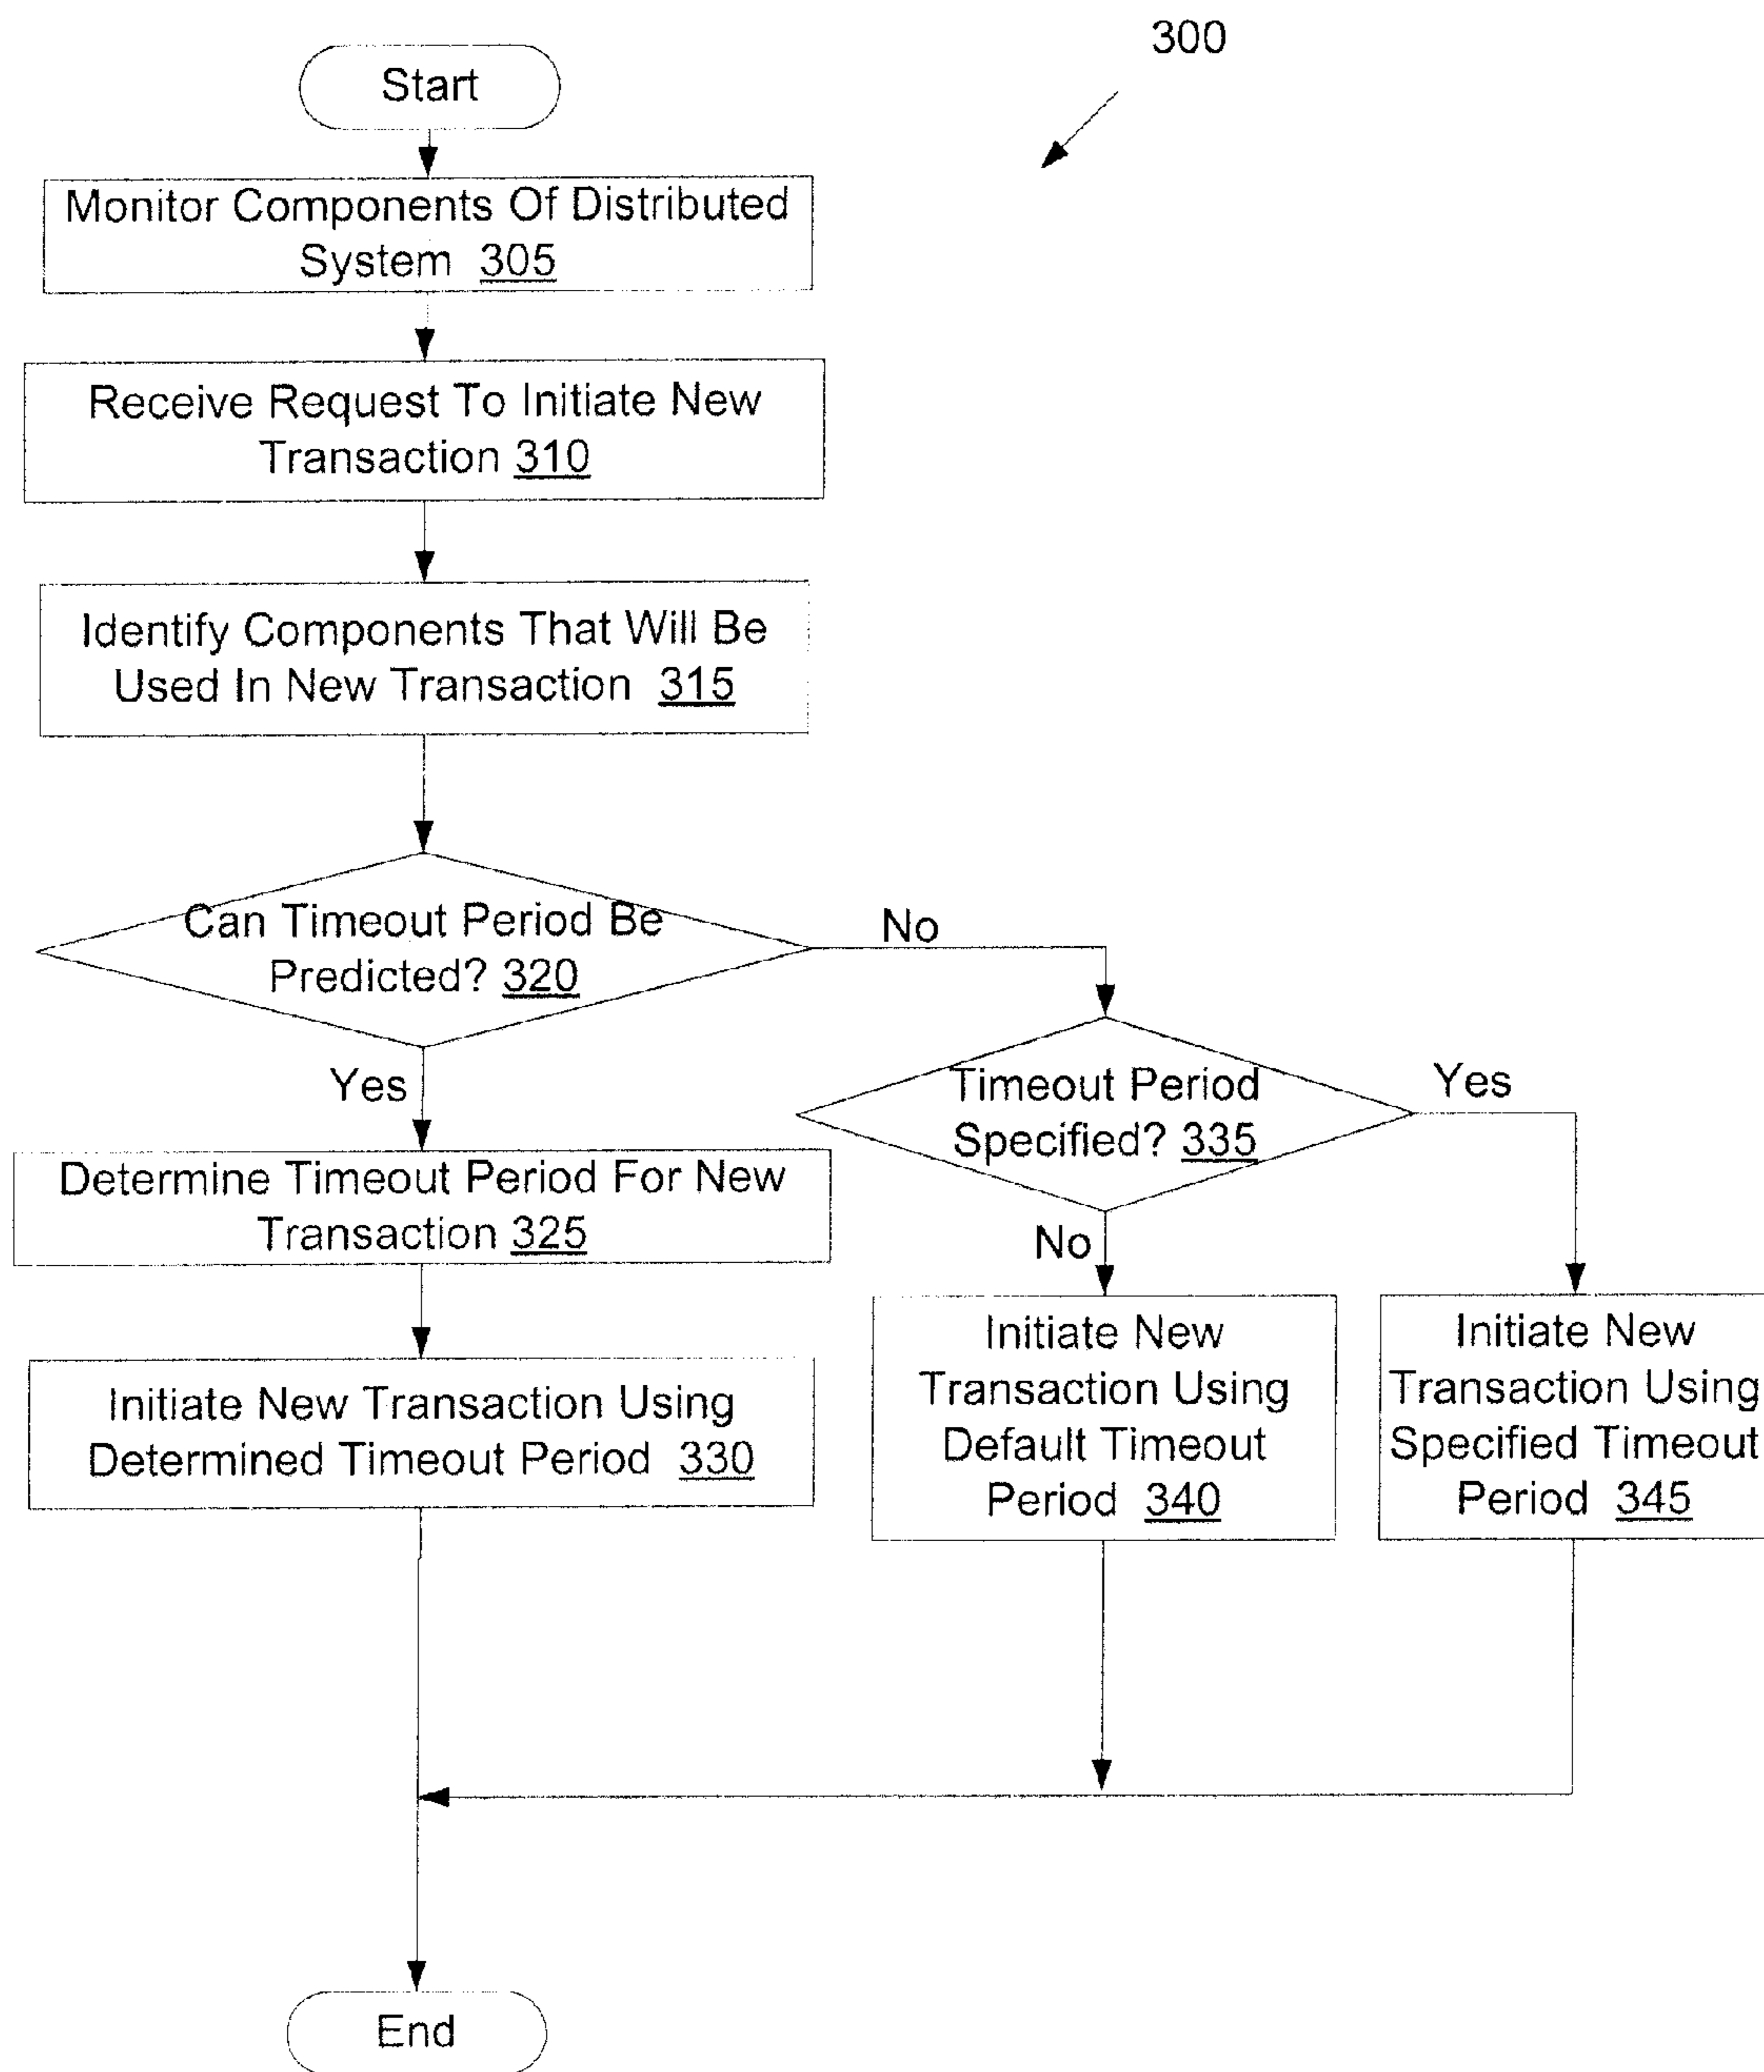 300
Start
Monitor Components Of Distributed
System 305
Receive Request To Initiate New
Transaction 310
Identify Components That Will Be
Used In New Transaction 315
Can Timeout Period Be
Predicted? 320
No
Yes
Timeout Period
Specified? 335
Yes
No
Determine Timeout Period For New
Transaction 325
Initiate New Transaction Using
Determined Timeout Period 330
Initiate New
Transaction Using
Default Timeout
Period 340
Initiate New
Transaction Using
Specified Timeout
Period 345
End